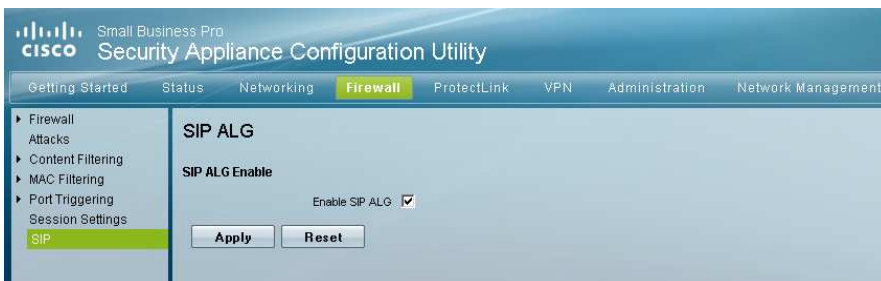 Small Business Pro
CISCO Security Appliance Configuration Utility
Getting Started Status Networking Firewall ProtectLink VPN Administration Network Management
Firewall
Attacks
Content Filtering
MAC Filtering
Port Triggering
Session Settings
SIP
SIP ALG
SIP ALG Enable
Enable SIP ALG
Apply Reset